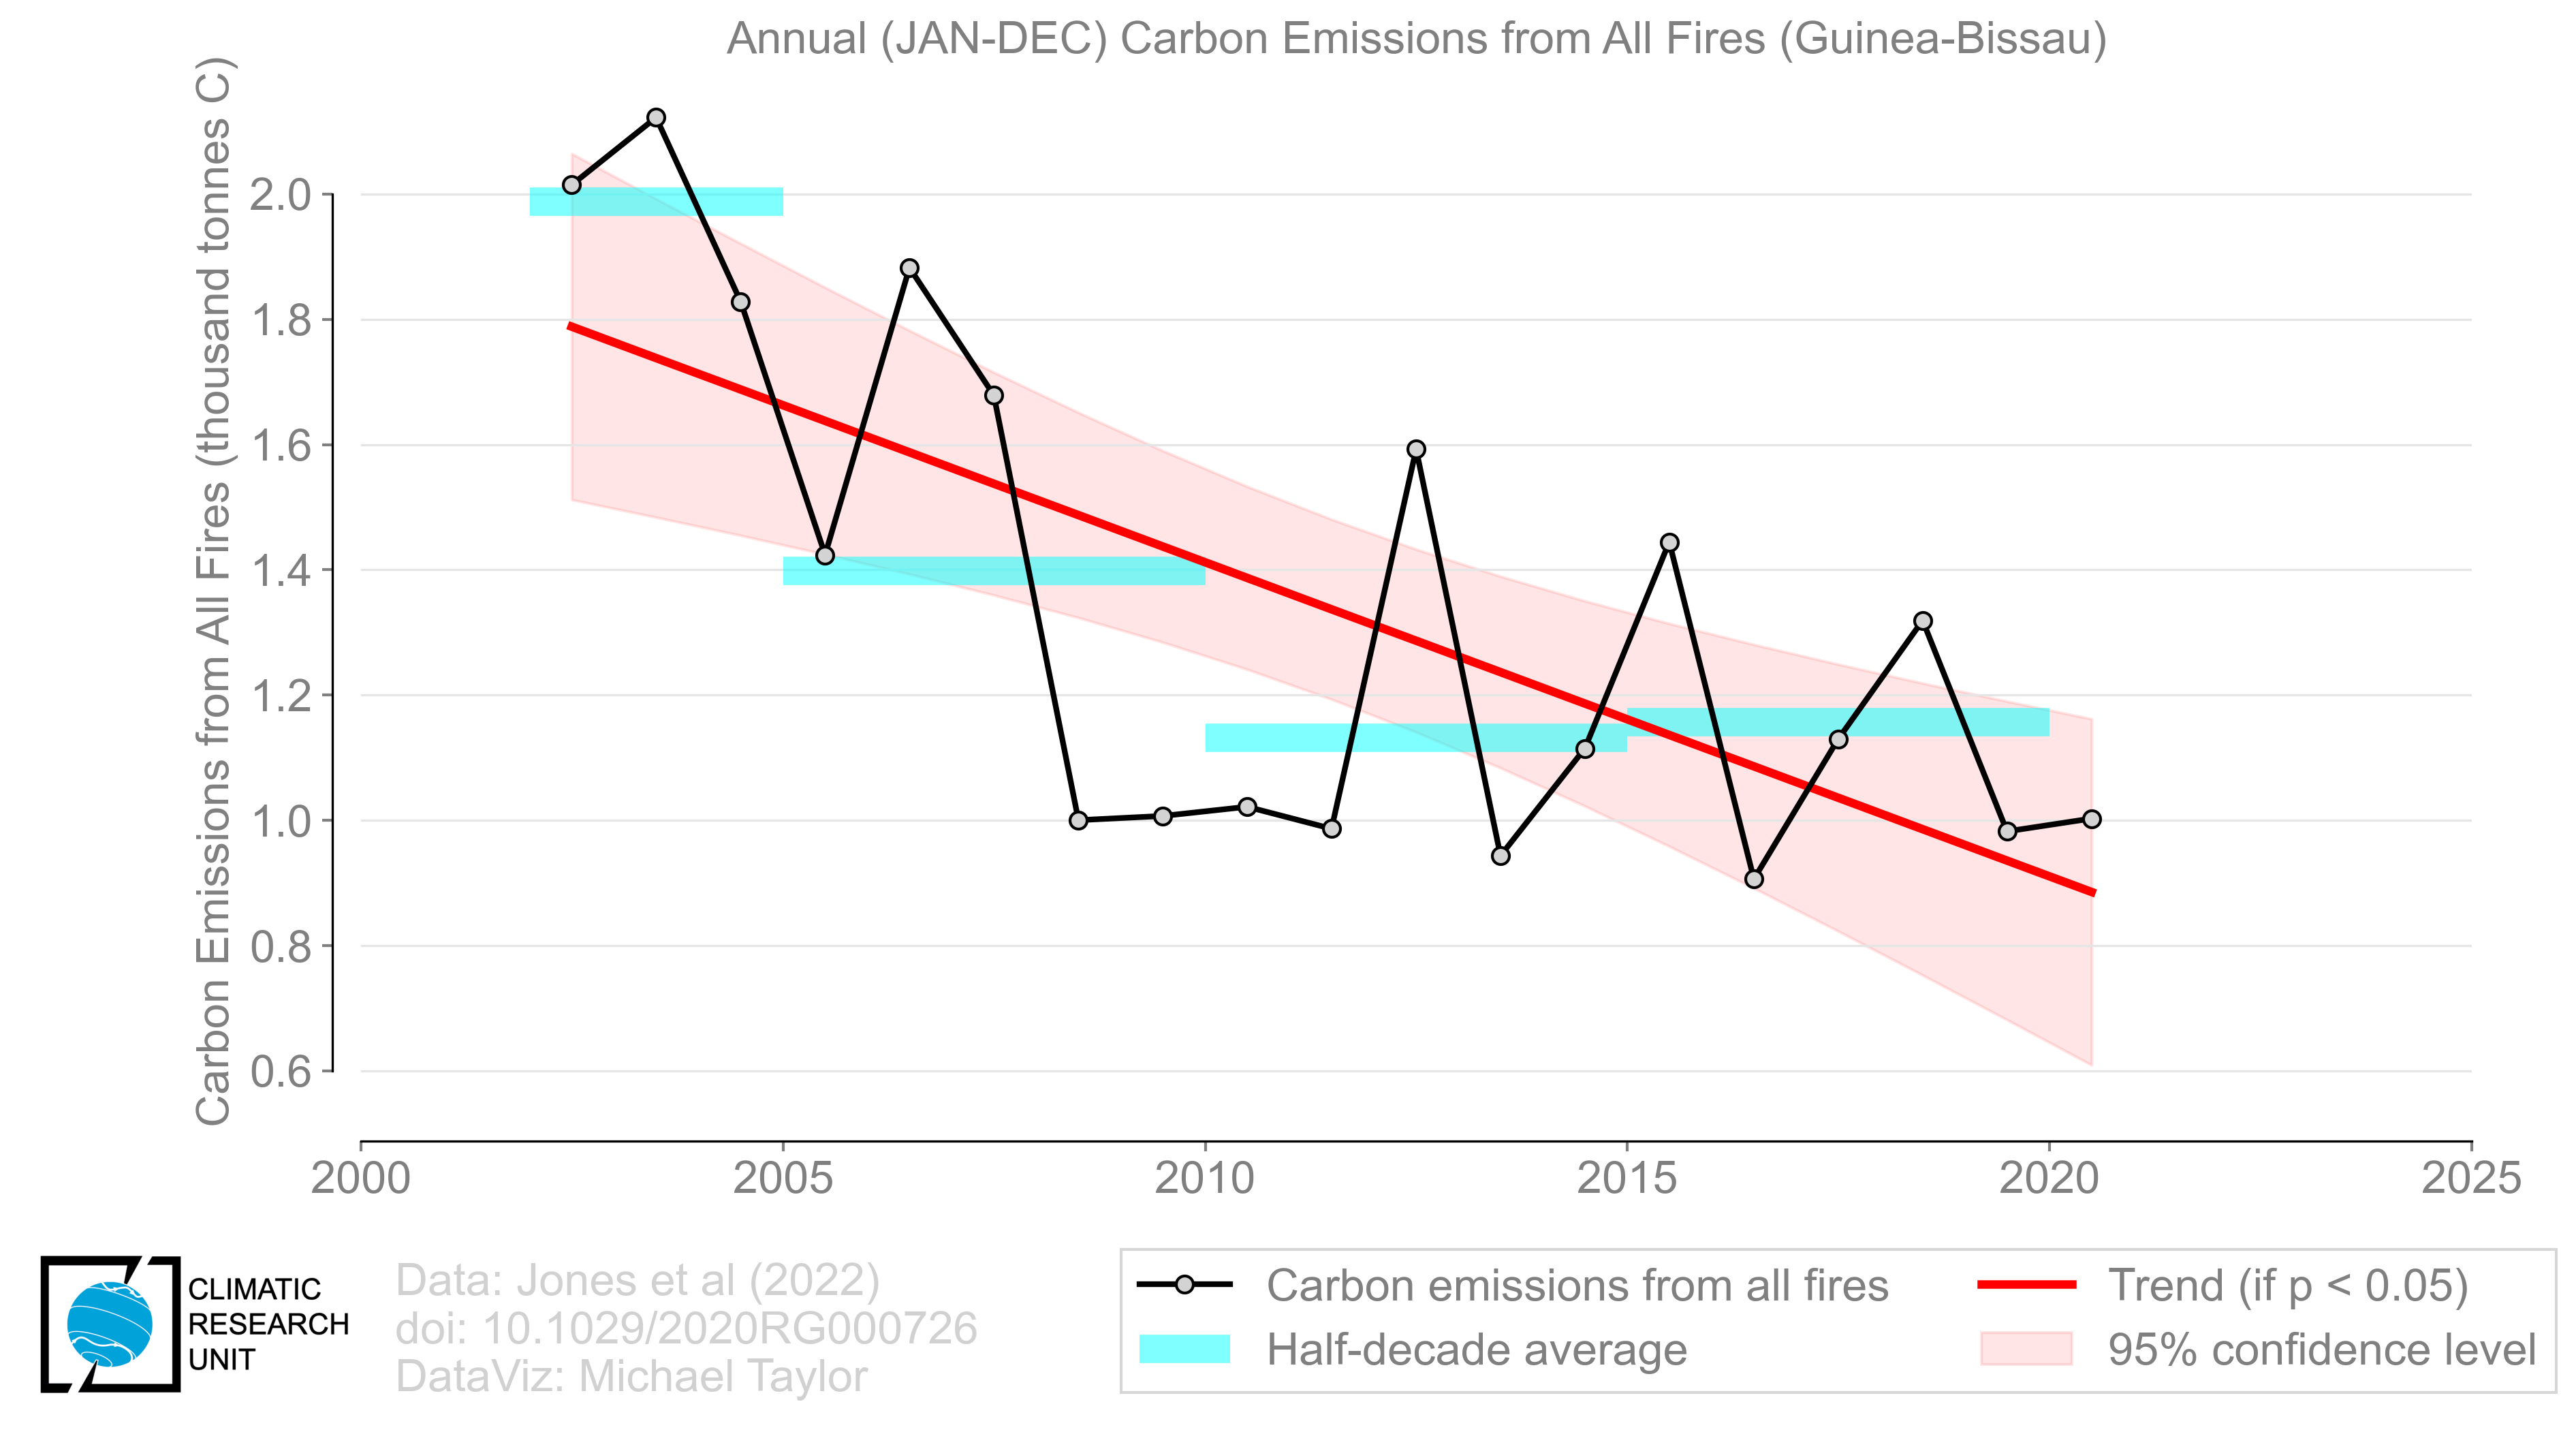 Annual (JAN-DEC) Carbon Emissions from All Fires (Guinea-Bissau)
Carbon Emissions from All Fires (thousand tonnes C)
2.0
1.8
1.6
1.4
1.2
1.0
0.8
0.6
2000 2005 2010 2015 2020 2025
CLIMATIC
RESEARCH
UNIT
Data: Jones et al (2022)
doi: 10.1029/2020RG000726
DataViz: Michael Taylor
Carbon emissions from all fires
Half-decade average
Trend (if p < 0.05)
95% confidence level